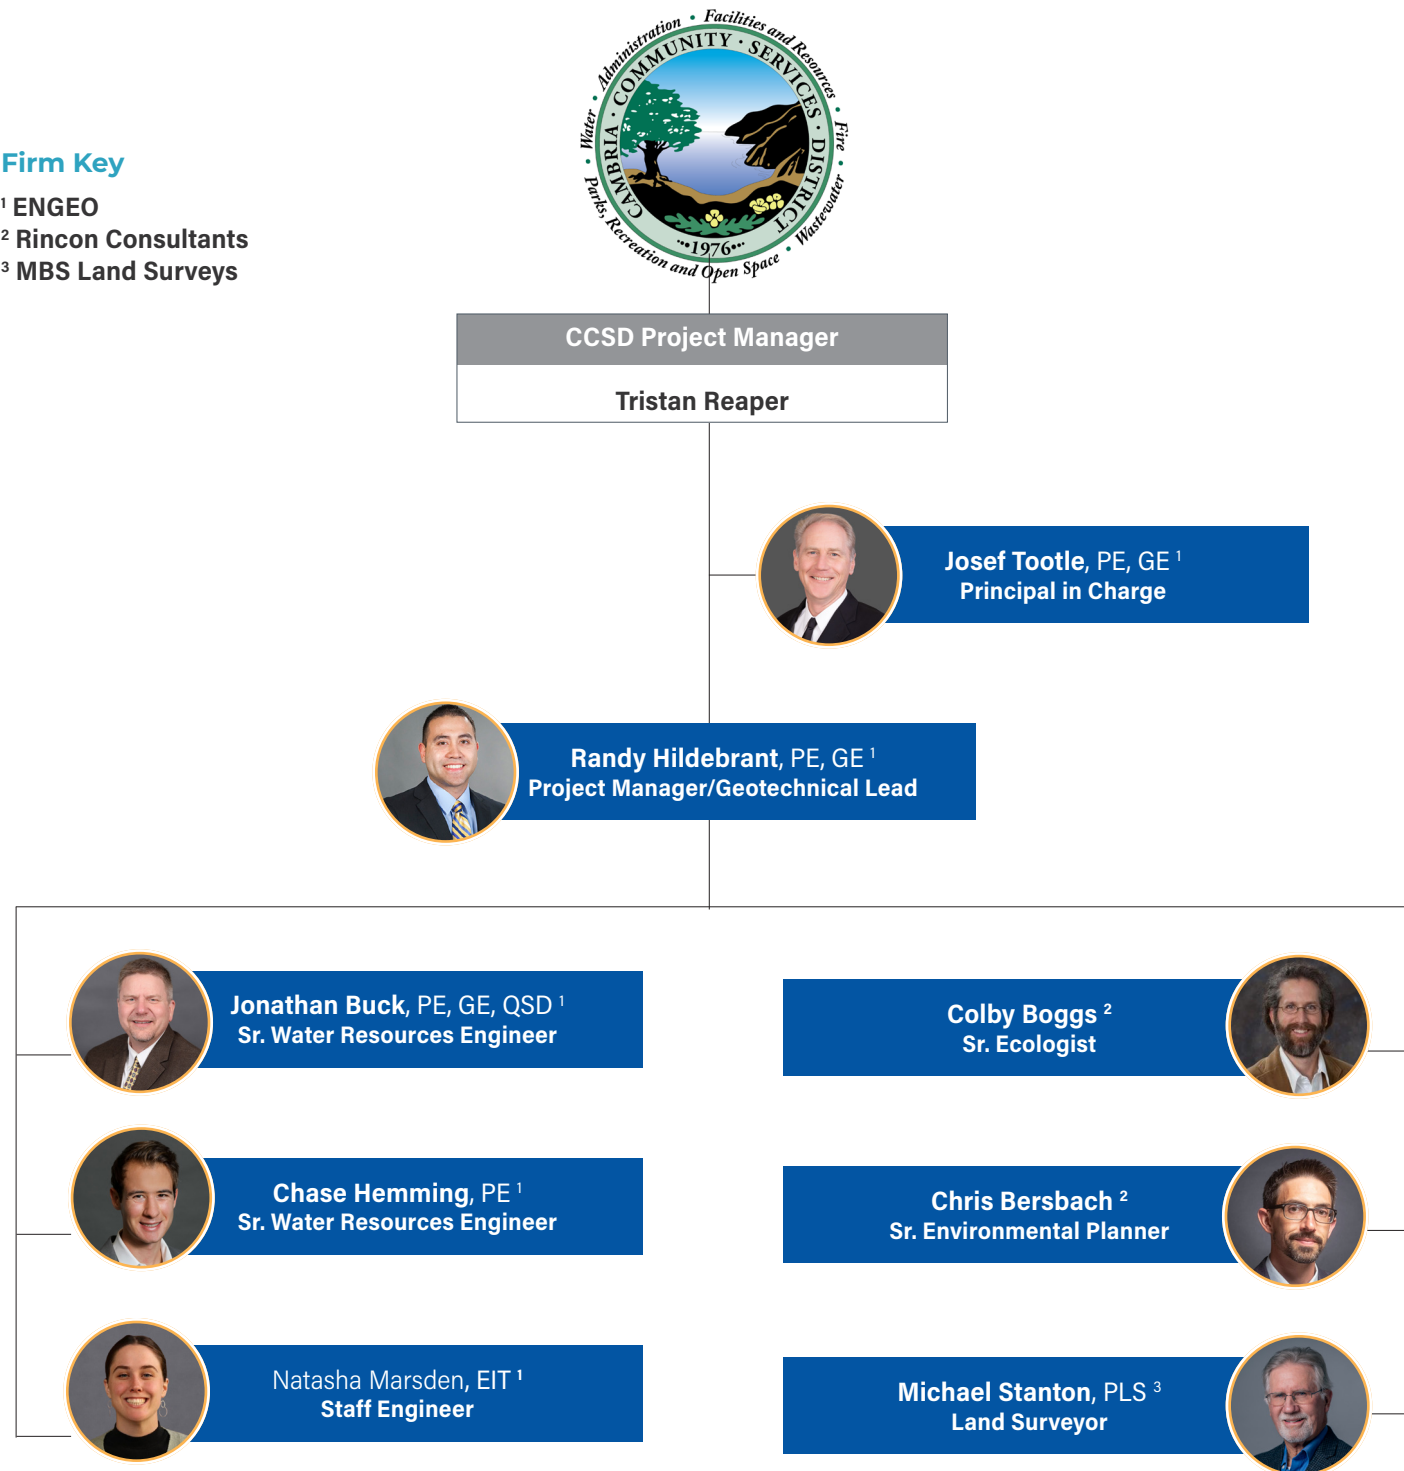 Administration • Facilities and Resources • Fire • Wastewater • Parks, Recreation and Open Space • Water •
CAMBRIA • COMMUNITY • SERVICES • DISTRICT
•••1976•••
Firm Key
¹ ENGEO
² Rincon Consultants
³ MBS Land Surveys
CCSD Project Manager
Tristan Reaper
Josef Tootle, PE, GE ¹
Principal in Charge
Randy Hildebrant, PE, GE ¹
Project Manager/Geotechnical Lead
Jonathan Buck, PE, GE, QSD ¹
Sr. Water Resources Engineer
Colby Boggs ²
Sr. Ecologist
Chase Hemming, PE ¹
Sr. Water Resources Engineer
Chris Bersbach ²
Sr. Environmental Planner
Natasha Marsden, EIT ¹
Staff Engineer
Michael Stanton, PLS ³
Land Surveyor